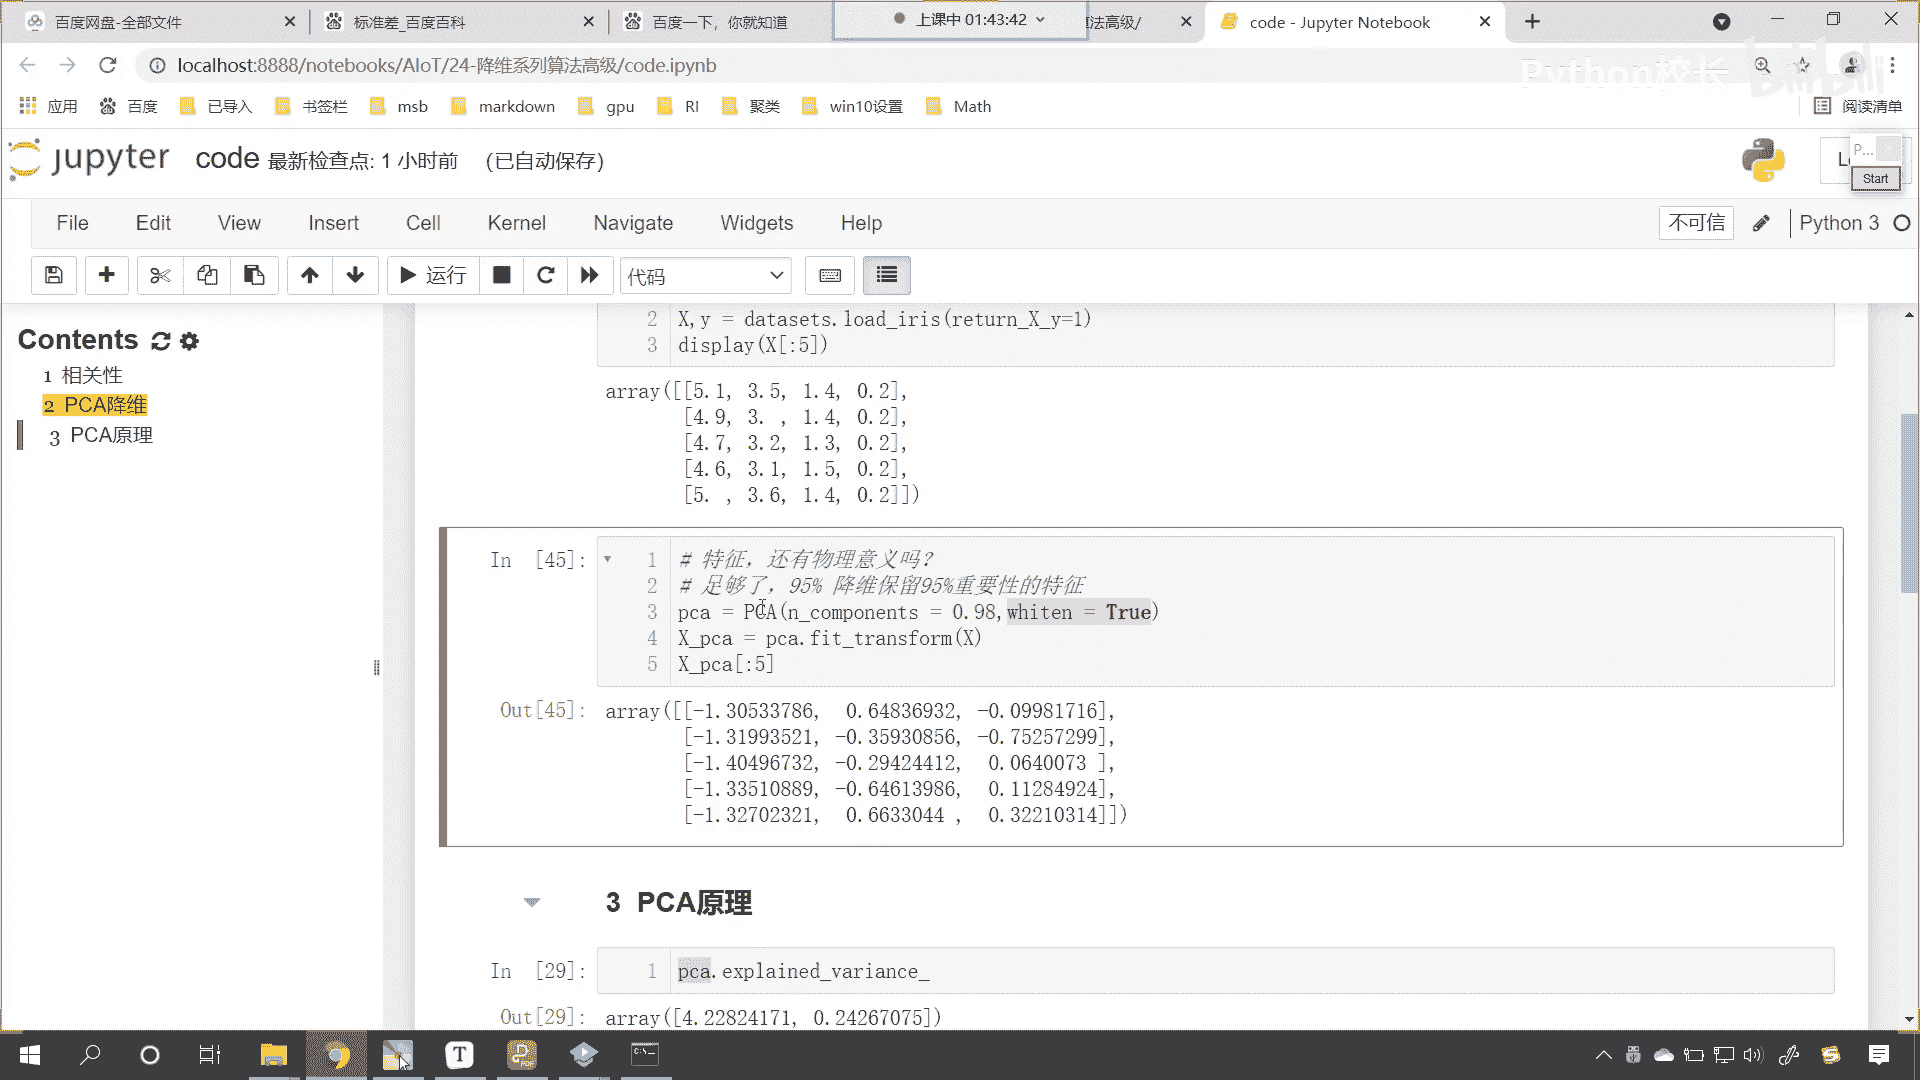 百度网盘-全部文件
标准差_百度百科
百度一下，你就知道
上课中 01:43:42
法高级/
code - Jupyter Notebook
localhost:8888/notebooks/AIoT/24-降维系列算法高级/code.ipynb
Python校长
bilibili
应用 百度 已导入 书签栏 msb markdown gpu RI 聚类 win10设置 Math 阅读清单
jupyter code 最新检查点: 1 小时前 (已自动保存)
P...
Start
File Edit View Insert Cell Kernel Navigate Widgets Help 不可信 Python 3
运行 代码
Contents
1 相关性
2 PCA降维
3 PCA原理
2 X,y = datasets.load_iris(return_X_y=1)
3 display(X[:5])
array([[5.1, 3.5, 1.4, 0.2],
[4.9, 3. , 1.4, 0.2],
[4.7, 3.2, 1.3, 0.2],
[4.6, 3.1, 1.5, 0.2],
[5. , 3.6, 1.4, 0.2]])
In [45]: 1 # 特征，还有物理意义吗？
2 # 足够了，95% 降维保留95%重要性的特征
3 pca = PCA(n_components = 0.98,whiten = True)
4 X_pca = pca.fit_transform(X)
5 X_pca[:5]
Out[45]: array([[-1.30533786, 0.64836932, -0.09981716],
[-1.31993521, -0.35930856, -0.75257299],
[-1.40496732, -0.29424412, 0.0640073 ],
[-1.33510889, -0.64613986, 0.11284924],
[-1.32702321, 0.6633044 , 0.32210314]])
3 PCA原理
In [29]: 1 pca.explained_variance_
Out[29]: array([4.22824171, 0.24267075])